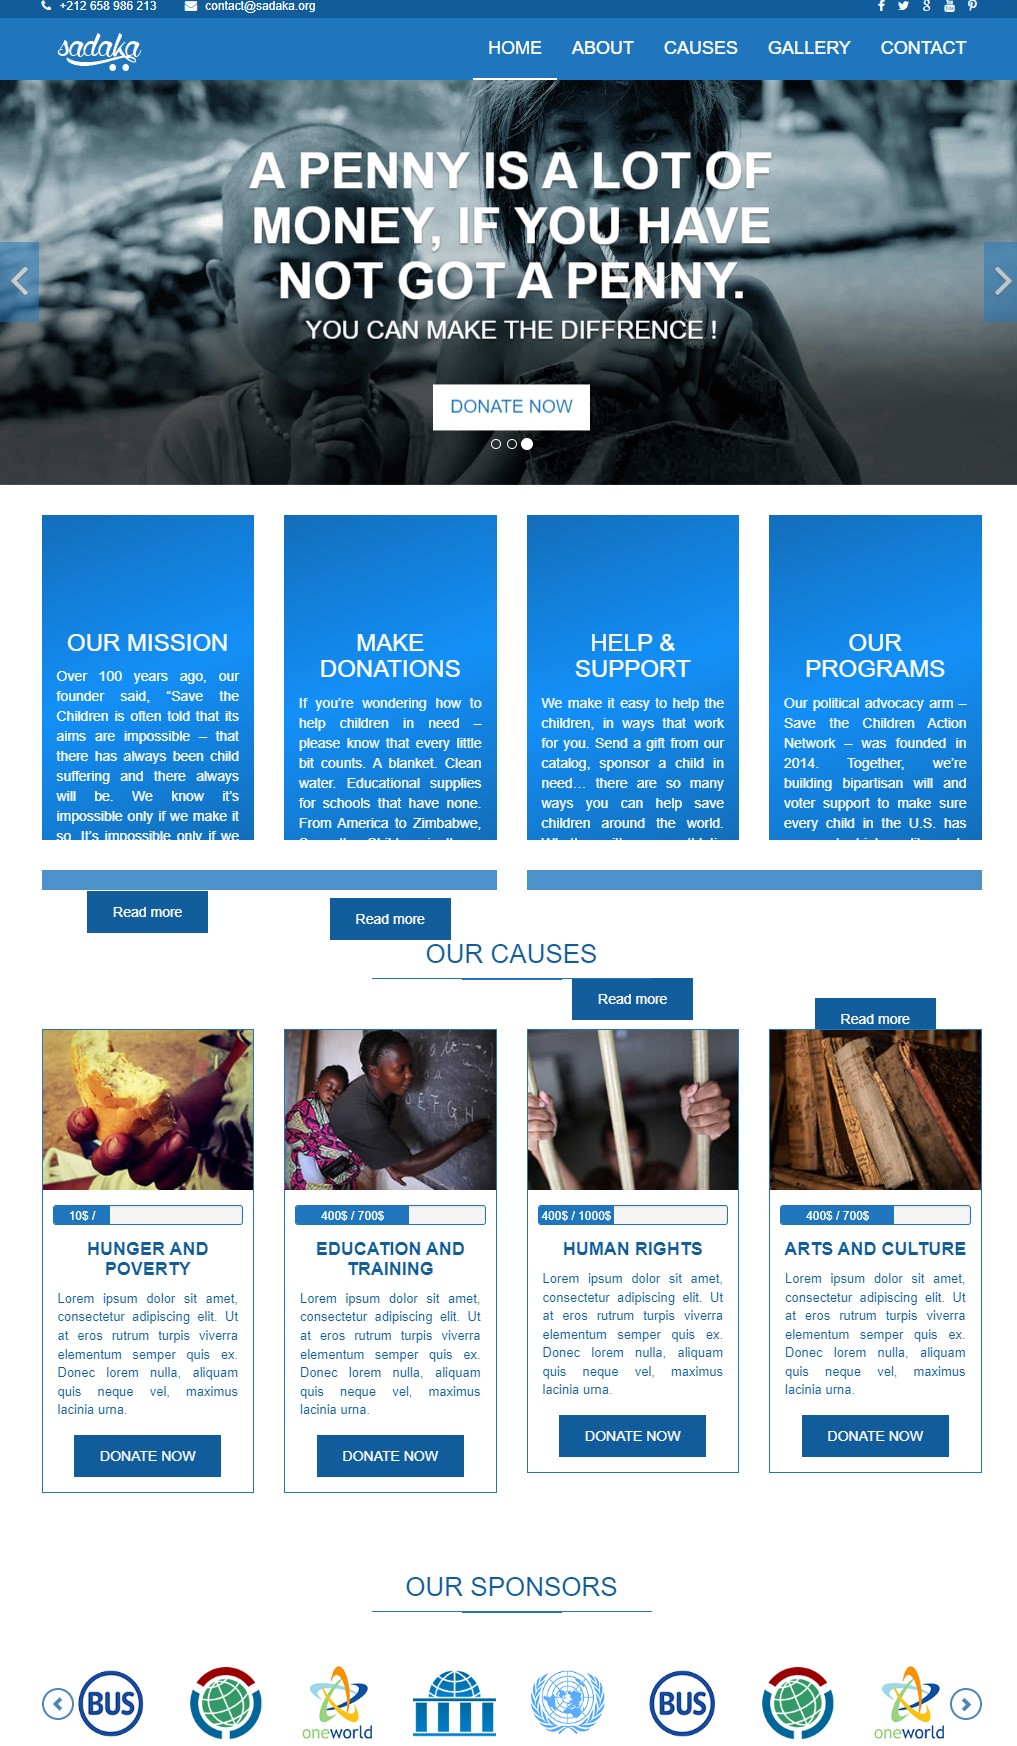 +212 658 986 213 contact@sadaka.org
sadaka
HOME ABOUT CAUSES GALLERY CONTACT
A PENNY IS A LOT OF
MONEY, IF YOU HAVE
NOT GOT A PENNY.
YOU CAN MAKE THE DIFFRENCE !
DONATE NOW
OUR MISSION
Over 100 years ago, our
founder said, “Save the
Children is often told that its
aims are impossible – that
there has always been child
suffering and there always
will be. We know it’s
impossible only if we make it
so. It’s impossible only if we
MAKE
DONATIONS
If you’re wondering how to
help children in need –
please know that every little
bit counts. A blanket. Clean
water. Educational supplies
for schools that have none.
From America to Zimbabwe,
HELP &
SUPPORT
We make it easy to help the
children, in ways that work
for you. Send a gift from our
catalog, sponsor a child in
need… there are so many
ways you can help save
children around the world.
OUR
PROGRAMS
Our political advocacy arm –
Save the Children Action
Network – was founded in
2014. Together, we’re
building bipartisan will and
voter support to make sure
every child in the U.S. has
Read more
Read more
OUR CAUSES
Read more
Read more
10$ /
HUNGER AND
POVERTY
Lorem ipsum dolor sit amet,
consectetur adipiscing elit. Ut
at eros rutrum turpis viverra
elementum semper quis ex.
Donec lorem nulla, aliquam
quis neque vel, maximus
lacinia urna.
DONATE NOW
400$ / 700$
EDUCATION AND
TRAINING
Lorem ipsum dolor sit amet,
consectetur adipiscing elit. Ut
at eros rutrum turpis viverra
elementum semper quis ex.
Donec lorem nulla, aliquam
quis neque vel, maximus
lacinia urna.
DONATE NOW
400$ / 1000$
HUMAN RIGHTS
Lorem ipsum dolor sit amet,
consectetur adipiscing elit. Ut
at eros rutrum turpis viverra
elementum semper quis ex.
Donec lorem nulla, aliquam
quis neque vel, maximus
lacinia urna.
DONATE NOW
400$ / 700$
ARTS AND CULTURE
Lorem ipsum dolor sit amet,
consectetur adipiscing elit. Ut
at eros rutrum turpis viverra
elementum semper quis ex.
Donec lorem nulla, aliquam
quis neque vel, maximus
lacinia urna.
DONATE NOW
OUR SPONSORS
BUS
oneworld
BUS
oneworld